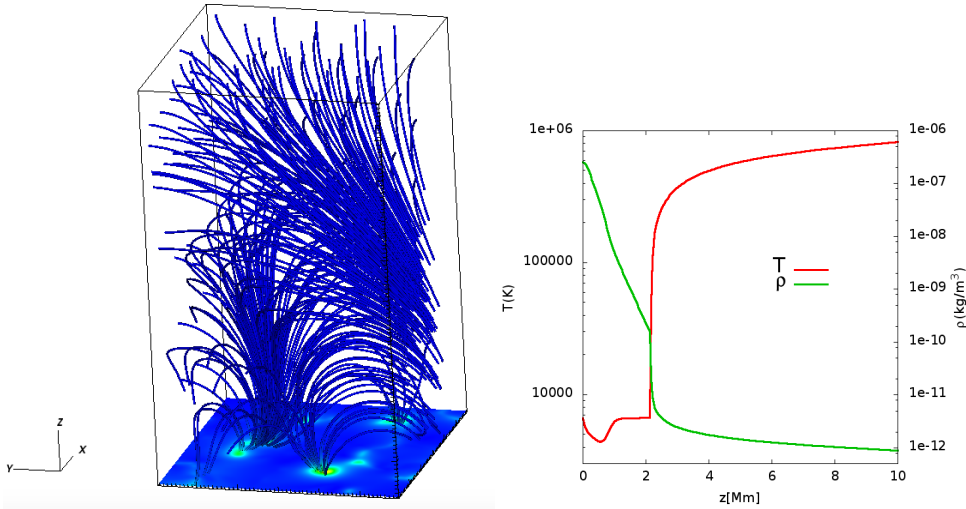 z
X
Y
1e+06
100000
10000
T(K)
T
ρ
1e-06
1e-07
1e-08
1e-09
1e-10
1e-11
1e-12
ρ(kg/m³)
0
2
4
6
8
10
z[Mm]